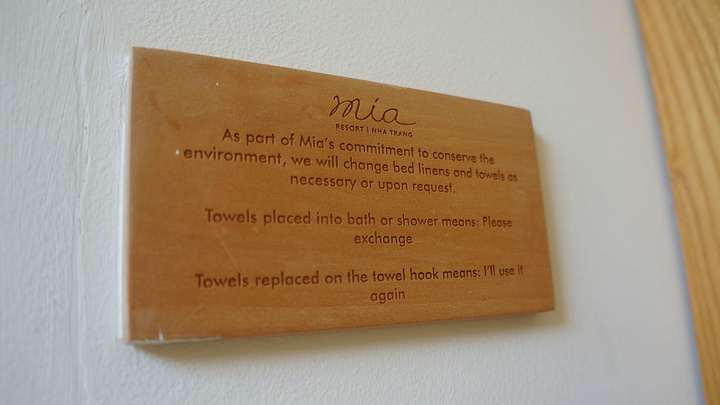 mia
RESORT | NHA TRANG
As part of Mia's commitment to conserve the
environment, we will change bed linens and towels as
necessary or upon request.
Towels placed into bath or shower means: Please
exchange
Towels replaced on the towel hook means: I'll use it
again